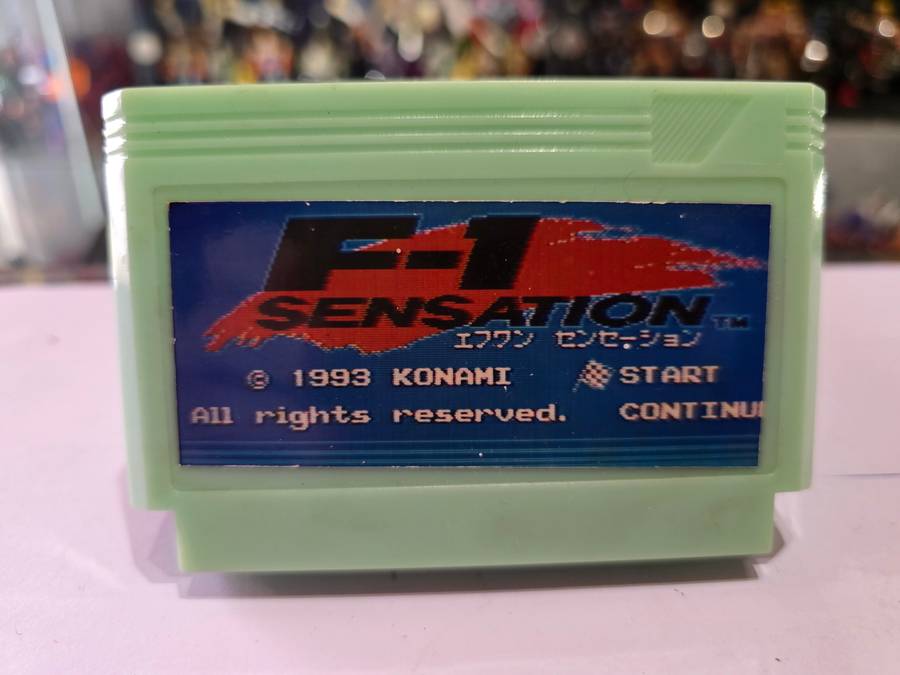 F-1
SENSATION™
エフワン センセーション
© 1993 KONAMI
START
All rights reserved.
CONTINU